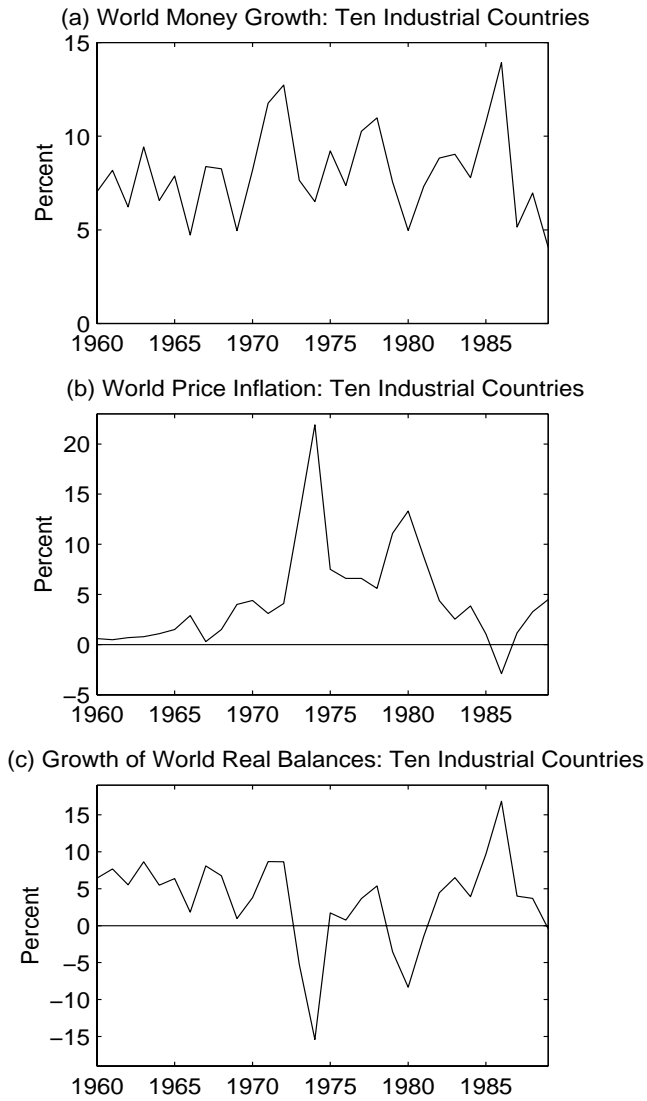 (a) World Money Growth: Ten Industrial Countries
15
10
5
0
Percent
1960 1965 1970 1975 1980 1985
(b) World Price Inflation: Ten Industrial Countries
20
15
10
5
0
−5
Percent
1960 1965 1970 1975 1980 1985
(c) Growth of World Real Balances: Ten Industrial Countries
15
10
5
0
−5
−10
−15
Percent
1960 1965 1970 1975 1980 1985